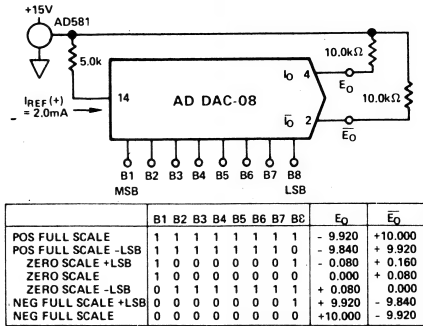 +15V
AD581
5.0k
10.0kΩ
10.0kΩ
IREF(+)
= 2.0mA
14
AD DAC-08
IO 4
EO
I̅O̅ 2
E̅O̅
B1 B2 B3 B4 B5 B6 B7 B8
MSB LSB
B1 B2 B3 B4 B5 B6 B7 B8 EO E̅O̅
POS FULL SCALE 1 1 1 1 1 1 1 1 - 9.920 +10.000
POS FULL SCALE -LSB 1 1 1 1 1 1 1 0 - 9.840 + 9.920
ZERO SCALE +LSB 1 0 0 0 0 0 0 1 - 0.080 + 0.160
ZERO SCALE 1 0 0 0 0 0 0 0 0.000 + 0.080
ZERO SCALE -LSB 0 1 1 1 1 1 1 1 + 0.080 0.000
NEG FULL SCALE +LSB 0 0 0 0 0 0 0 1 + 9.920 - 9.840
NEG FULL SCALE 0 0 0 0 0 0 0 0 +10.000 - 9.920